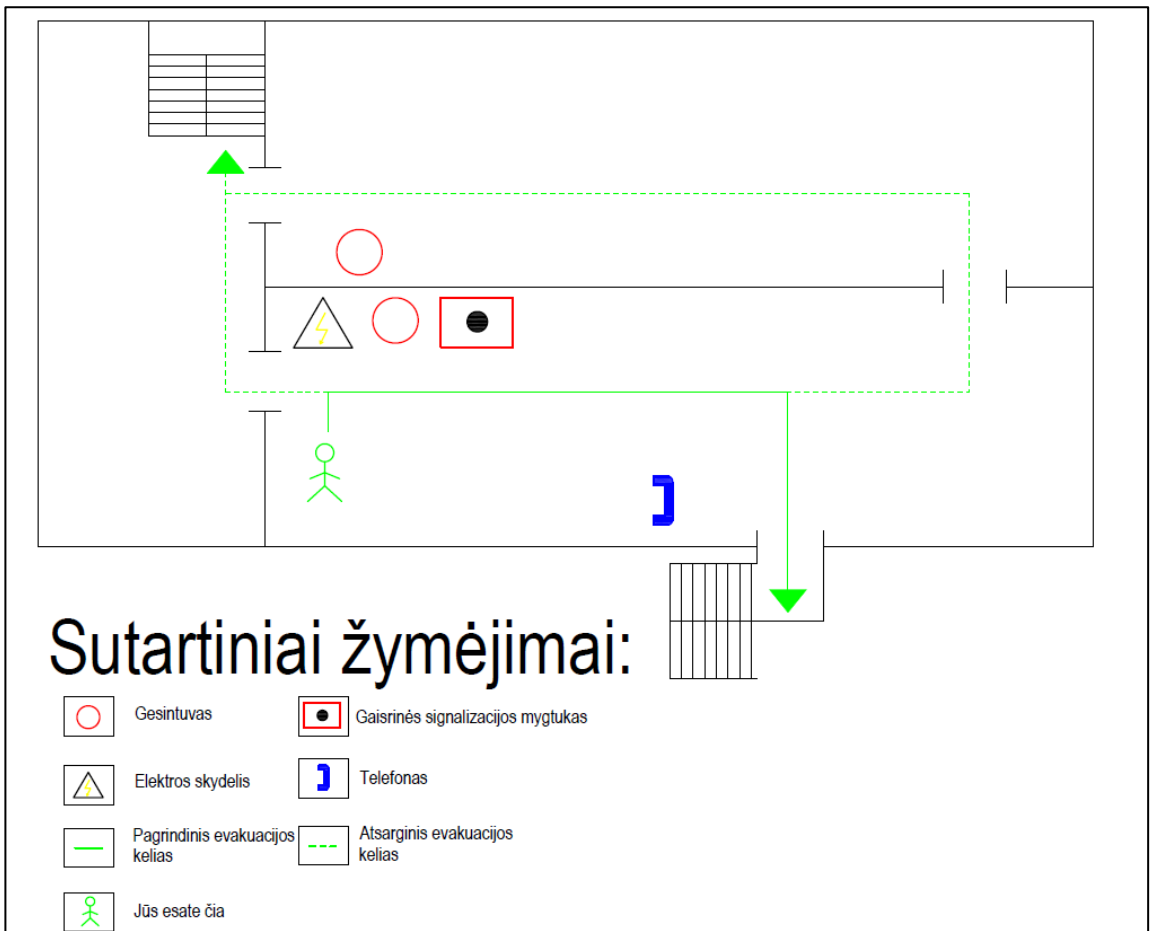 Sutartiniai žymėjimai:
Gesintuvas
Gaisrinės signalizacijos mygtukas
Elektros skydelis
Telefonas
Pagrindinis evakuacijos
kelias
Atsarginis evakuacijos
kelias
Jūs esate čia